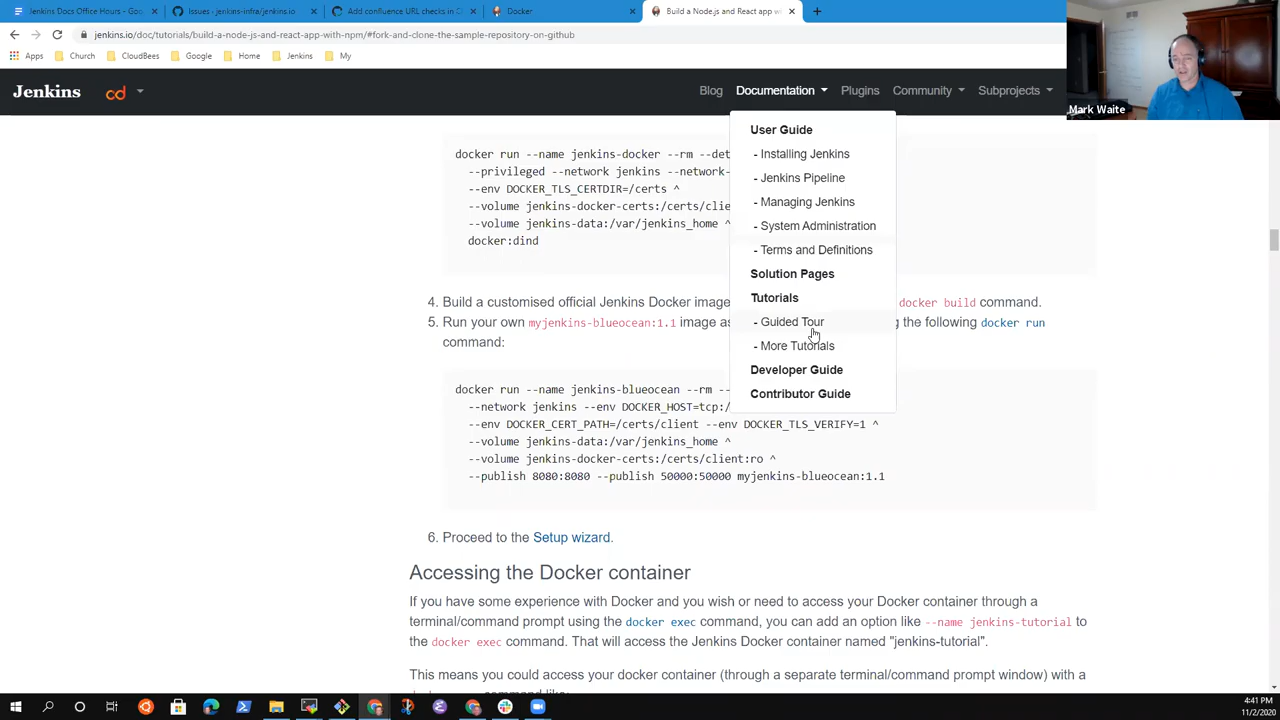 Jenkins Docs Office Hours - Goo
Issues · jenkins-infra/jenkins.io
Add confluence URL checks in C
Docker
Build a Node.js and React app wi
jenkins.io/doc/tutorials/build-a-node-js-and-react-app-with-npm/#fork-and-clone-the-sample-repository-on-github
Apps Church CloudBees Google Home Jenkins My
Mark Waite
Jenkins cd Blog Documentation Plugins Community Subprojects
User Guide
- Installing Jenkins
- Jenkins Pipeline
- Managing Jenkins
- System Administration
- Terms and Definitions
Solution Pages
Tutorials
- Guided Tour
- More Tutorials
Developer Guide
Contributor Guide
docker run --name jenkins-docker --rm --det
--privileged --network jenkins --network-
--env DOCKER_TLS_CERTDIR=/certs ^
--volume jenkins-docker-certs:/certs/clie
--volume jenkins-data:/var/jenkins_home ^
docker:dind
4. Build a customised official Jenkins Docker image docker build command.
5. Run your own myjenkins-blueocean:1.1 image as g the following docker run
command:
docker run --name jenkins-blueocean --rm --
--network jenkins --env DOCKER_HOST=tcp:/
--env DOCKER_CERT_PATH=/certs/client --env DOCKER_TLS_VERIFY=1 ^
--volume jenkins-data:/var/jenkins_home ^
--volume jenkins-docker-certs:/certs/client:ro ^
--publish 8080:8080 --publish 50000:50000 myjenkins-blueocean:1.1
6. Proceed to the Setup wizard.
Accessing the Docker container
If you have some experience with Docker and you wish or need to access your Docker container through a
terminal/command prompt using the docker exec command, you can add an option like --name jenkins-tutorial to
the docker exec command. That will access the Jenkins Docker container named "jenkins-tutorial".
This means you could access your docker container (through a separate terminal/command prompt window) with a
4:41 PM
11/2/2020